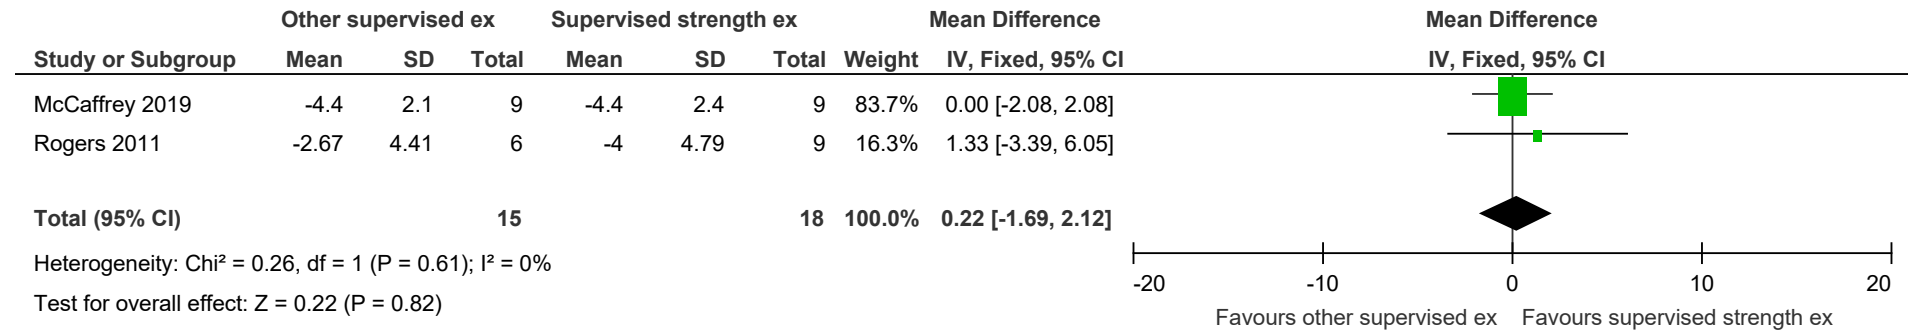 Other supervised ex Supervised strength ex Mean Difference Mean Difference
Study or Subgroup Mean SD Total Mean SD Total Weight IV, Fixed, 95% CI IV, Fixed, 95% CI
McCaffrey 2019 -4.4 2.1 9 -4.4 2.4 9 83.7% 0.00 [-2.08, 2.08]
Rogers 2011 -2.67 4.41 6 -4 4.79 9 16.3% 1.33 [-3.39, 6.05]
Total (95% CI) 15 18 100.0% 0.22 [-1.69, 2.12]
Heterogeneity: Chi² = 0.26, df = 1 (P = 0.61); I² = 0%
Test for overall effect: Z = 0.22 (P = 0.82)
-20 -10 0 10 20
Favours other supervised ex Favours supervised strength ex